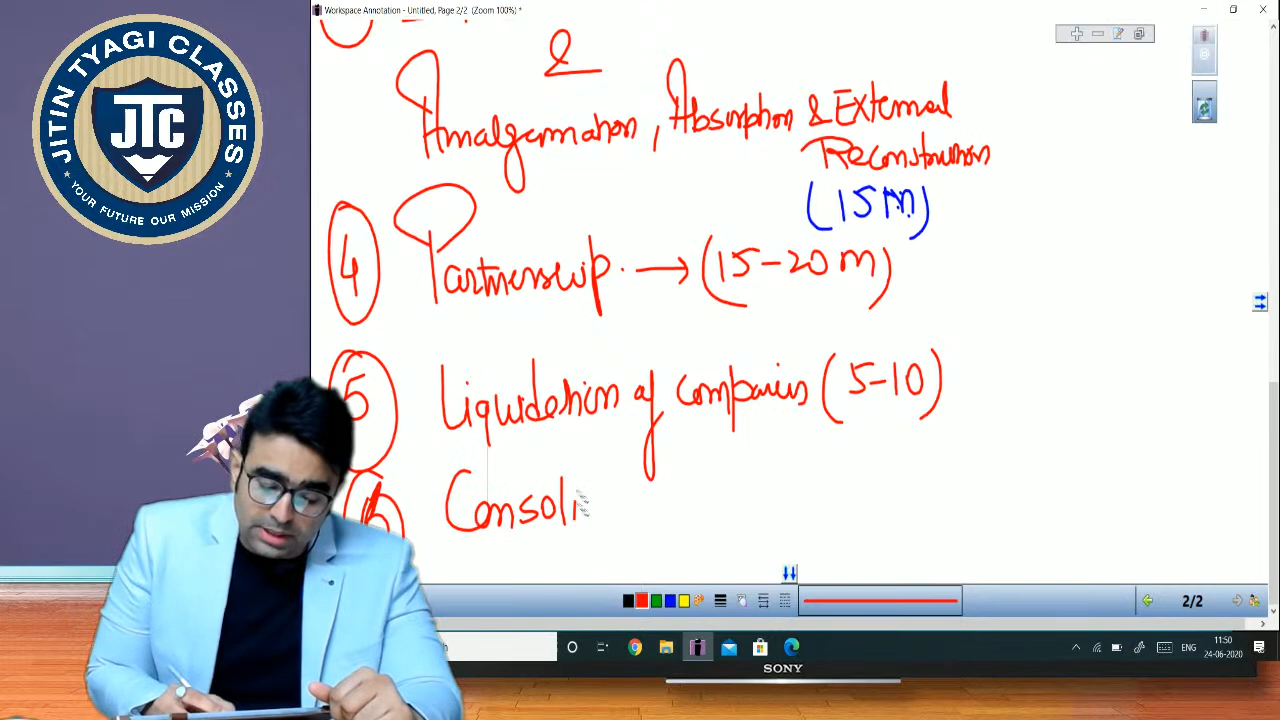 Workspace Annotation - Untitled, Page 2/2 (Zoom 100%) *
JITIN TYAGI CLASSES
JTC
YOUR FUTURE OUR MISSION
&
Amalgamation, Absorption & External
Reconstruction
(15 m)
4 Partnership. → (15-20 m)
5 Liquidation of companies (5-10)
6 Consoli
2/2
ENG
11:50
24-06-2020
SONY